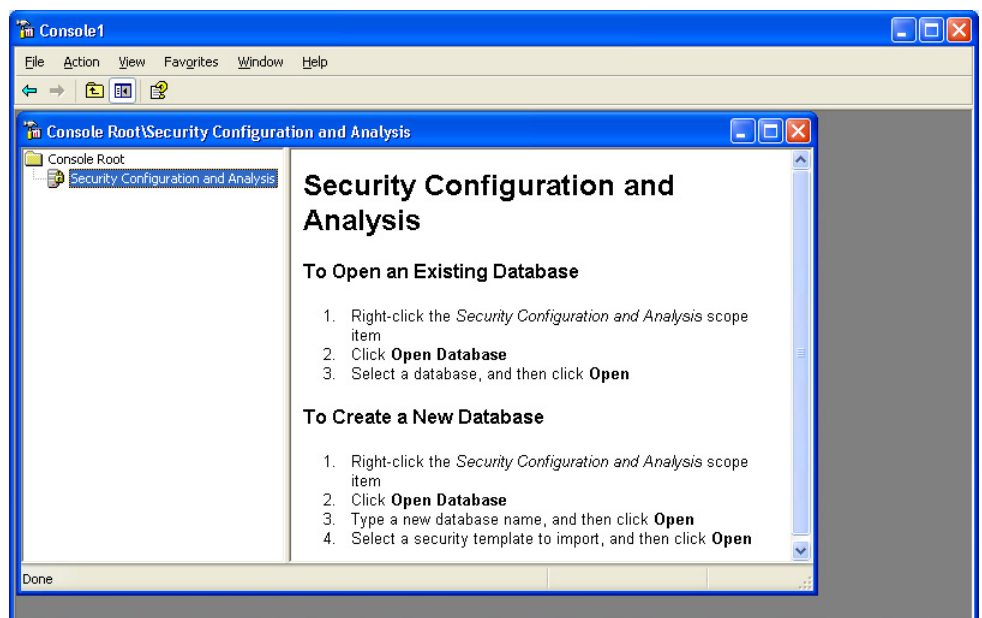 Console1
File Action View Favorites Window Help
Console Root\Security Configuration and Analysis
Console Root
Security Configuration and Analysis
Security Configuration and
Analysis
To Open an Existing Database
1. Right-click the Security Configuration and Analysis scope
item
2. Click Open Database
3. Select a database, and then click Open
To Create a New Database
1. Right-click the Security Configuration and Analysis scope
item
2. Click Open Database
3. Type a new database name, and then click Open
4. Select a security template to import, and then click Open
Done